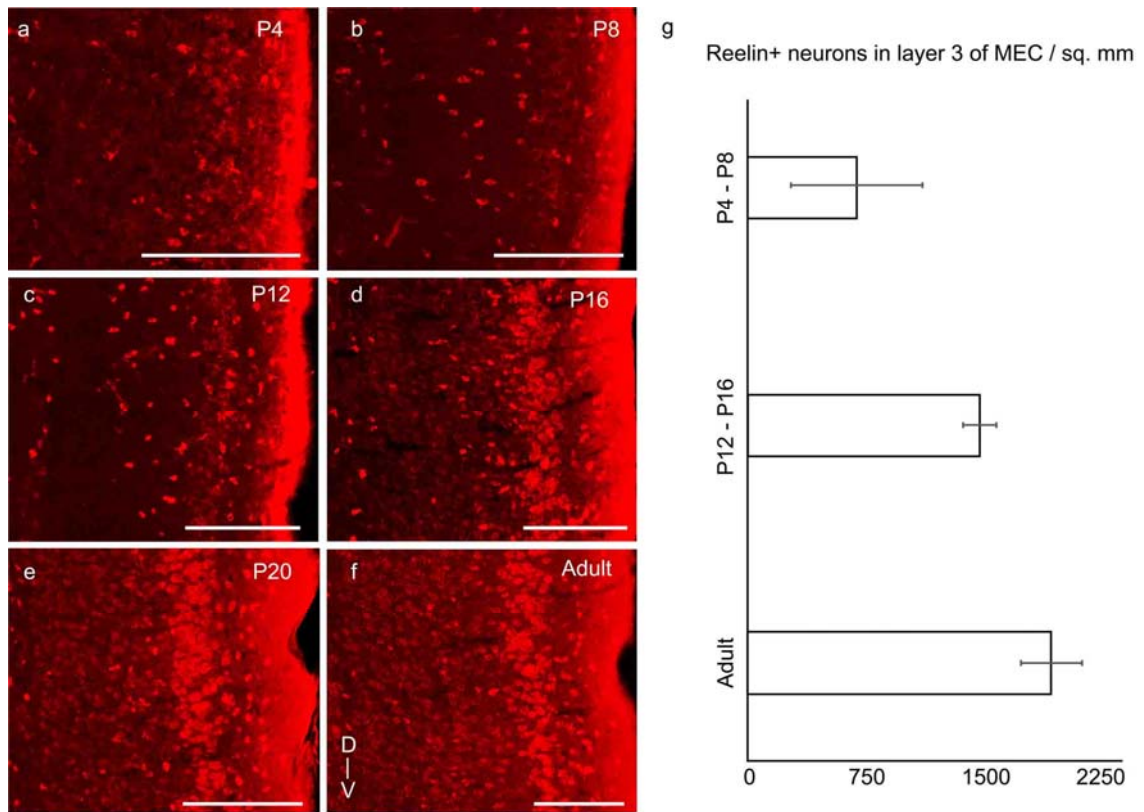 a
P4
b
P8
c
P12
d
P16
e
P20
f
Adult
D
V
g
Reelin+ neurons in layer 3 of MEC / sq. mm
P4 - P8
P12 - P16
Adult
0 750 1500 2250